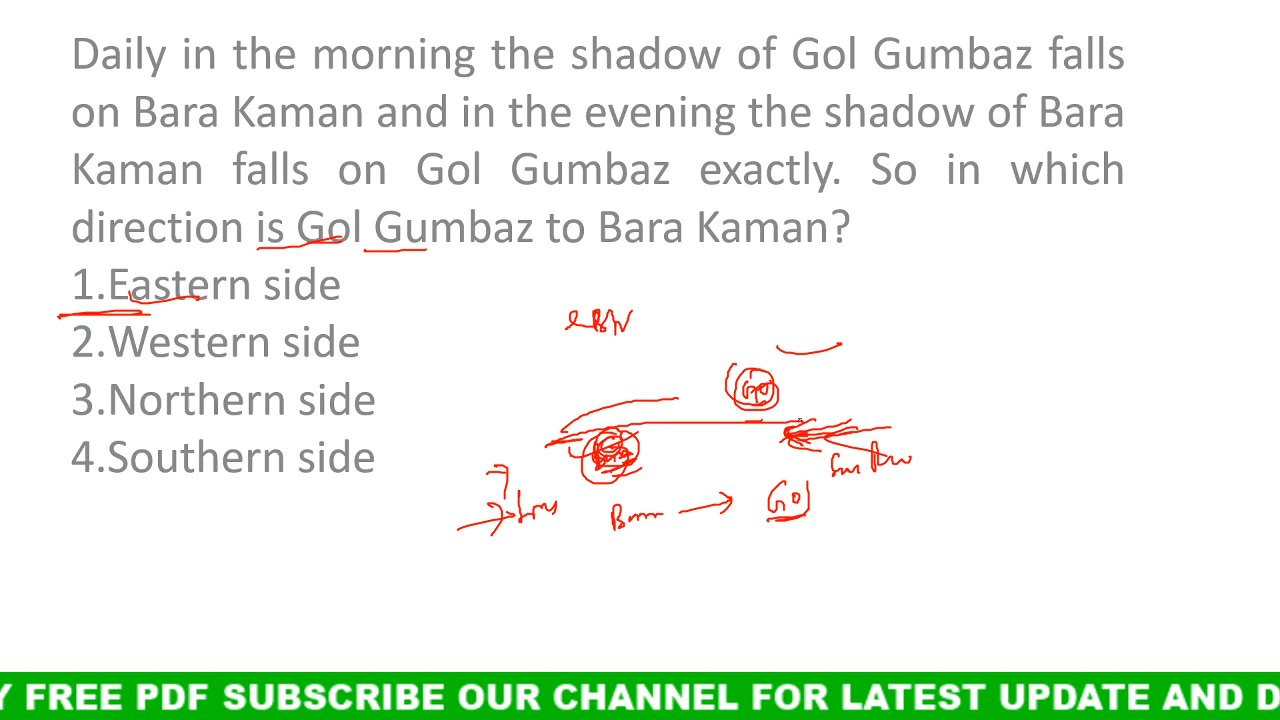 Daily in the morning the shadow of Gol Gumbaz falls
on Bara Kaman and in the evening the shadow of Bara
Kaman falls on Gol Gumbaz exactly. So in which
direction is Gol Gumbaz to Bara Kaman?
1.Eastern side
2.Western side
3.Northern side
4.Southern side
Gol
Y FREE PDF SUBSCRIBE OUR CHANNEL FOR LATEST UPDATE AND D